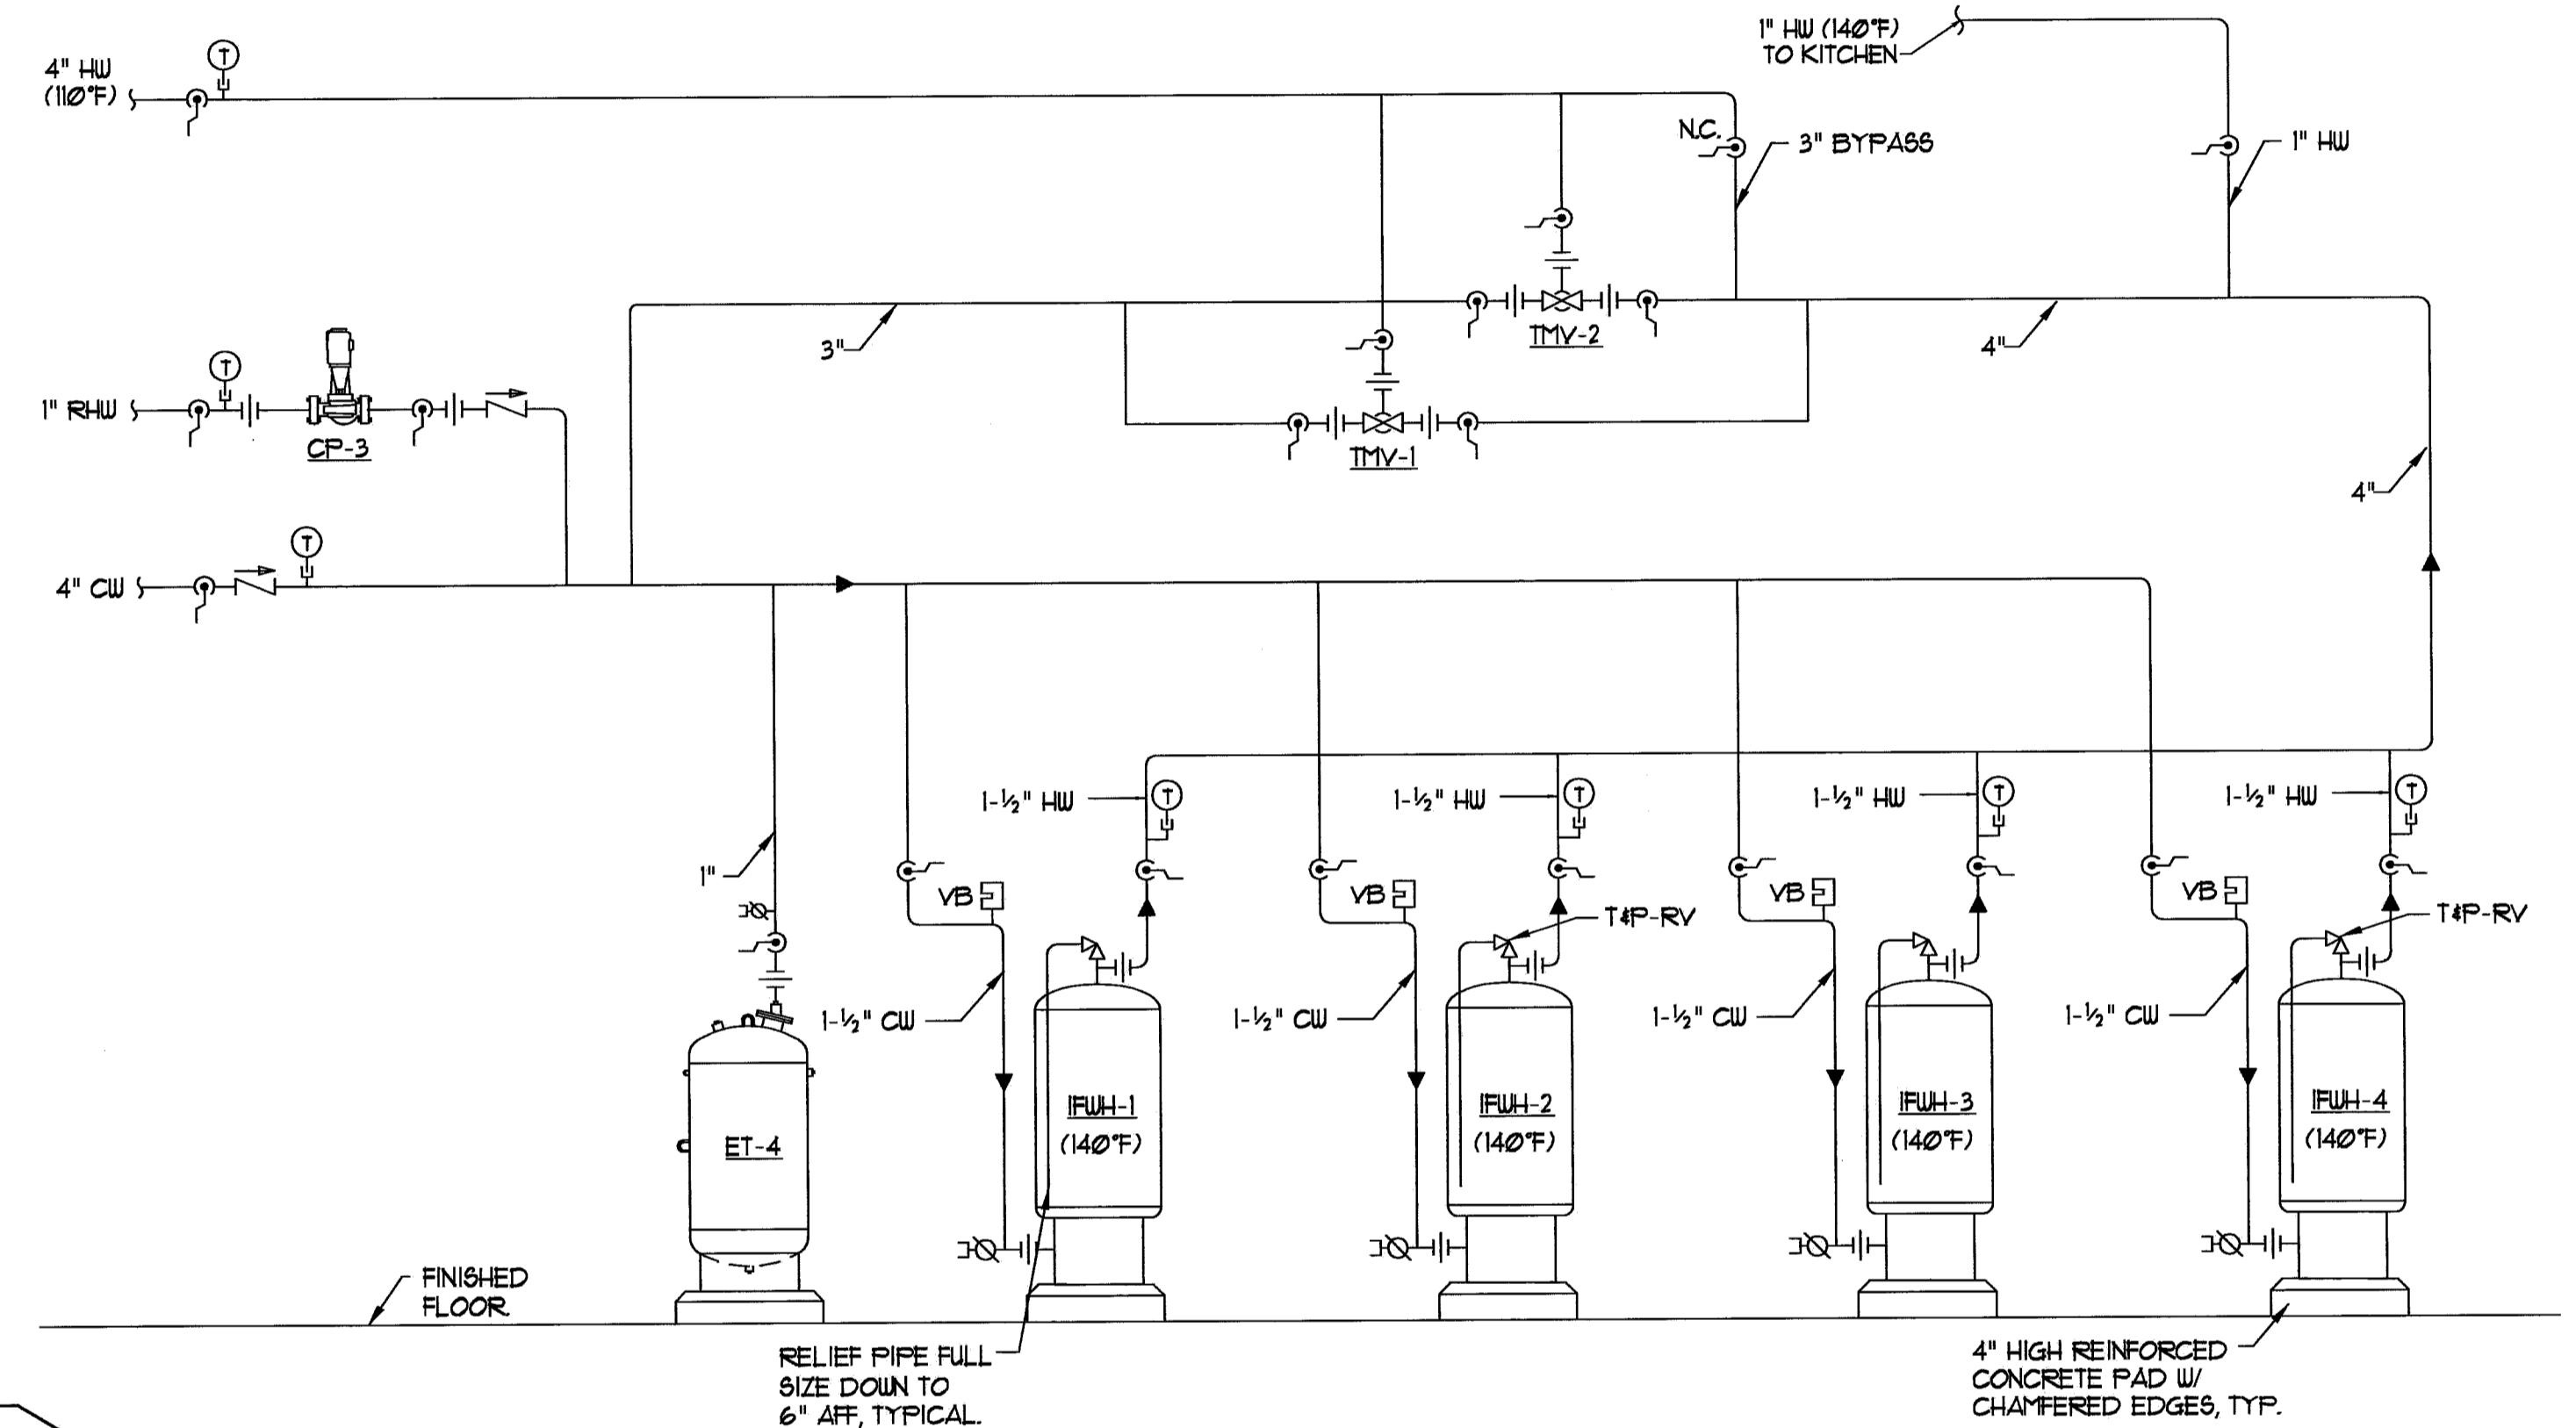 1" HW (140°F)
TO KITCHEN
T
4" HW
(110°F)
N.C.
3" BYPASS
1" HW
TMV-2
3"
4"
T
1" RHW
CP-3
TMV-1
4"
T
4" CW
1-1/2" HW
T
1-1/2" HW
T
1-1/2" HW
T
1-1/2" HW
T
1"
VB
VB
VB
VB
T&P-RV
T&P-RV
1-1/2" CW
1-1/2" CW
1-1/2" CW
1-1/2" CW
ET-4
IFWH-1
(140°F)
IFWH-2
(140°F)
IFWH-3
(140°F)
IFWH-4
(140°F)
FINISHED
FLOOR
RELIEF PIPE FULL
SIZE DOWN TO
6" AFF, TYPICAL.
4" HIGH REINFORCED
CONCRETE PAD W/
CHAMFERED EDGES, TYP.